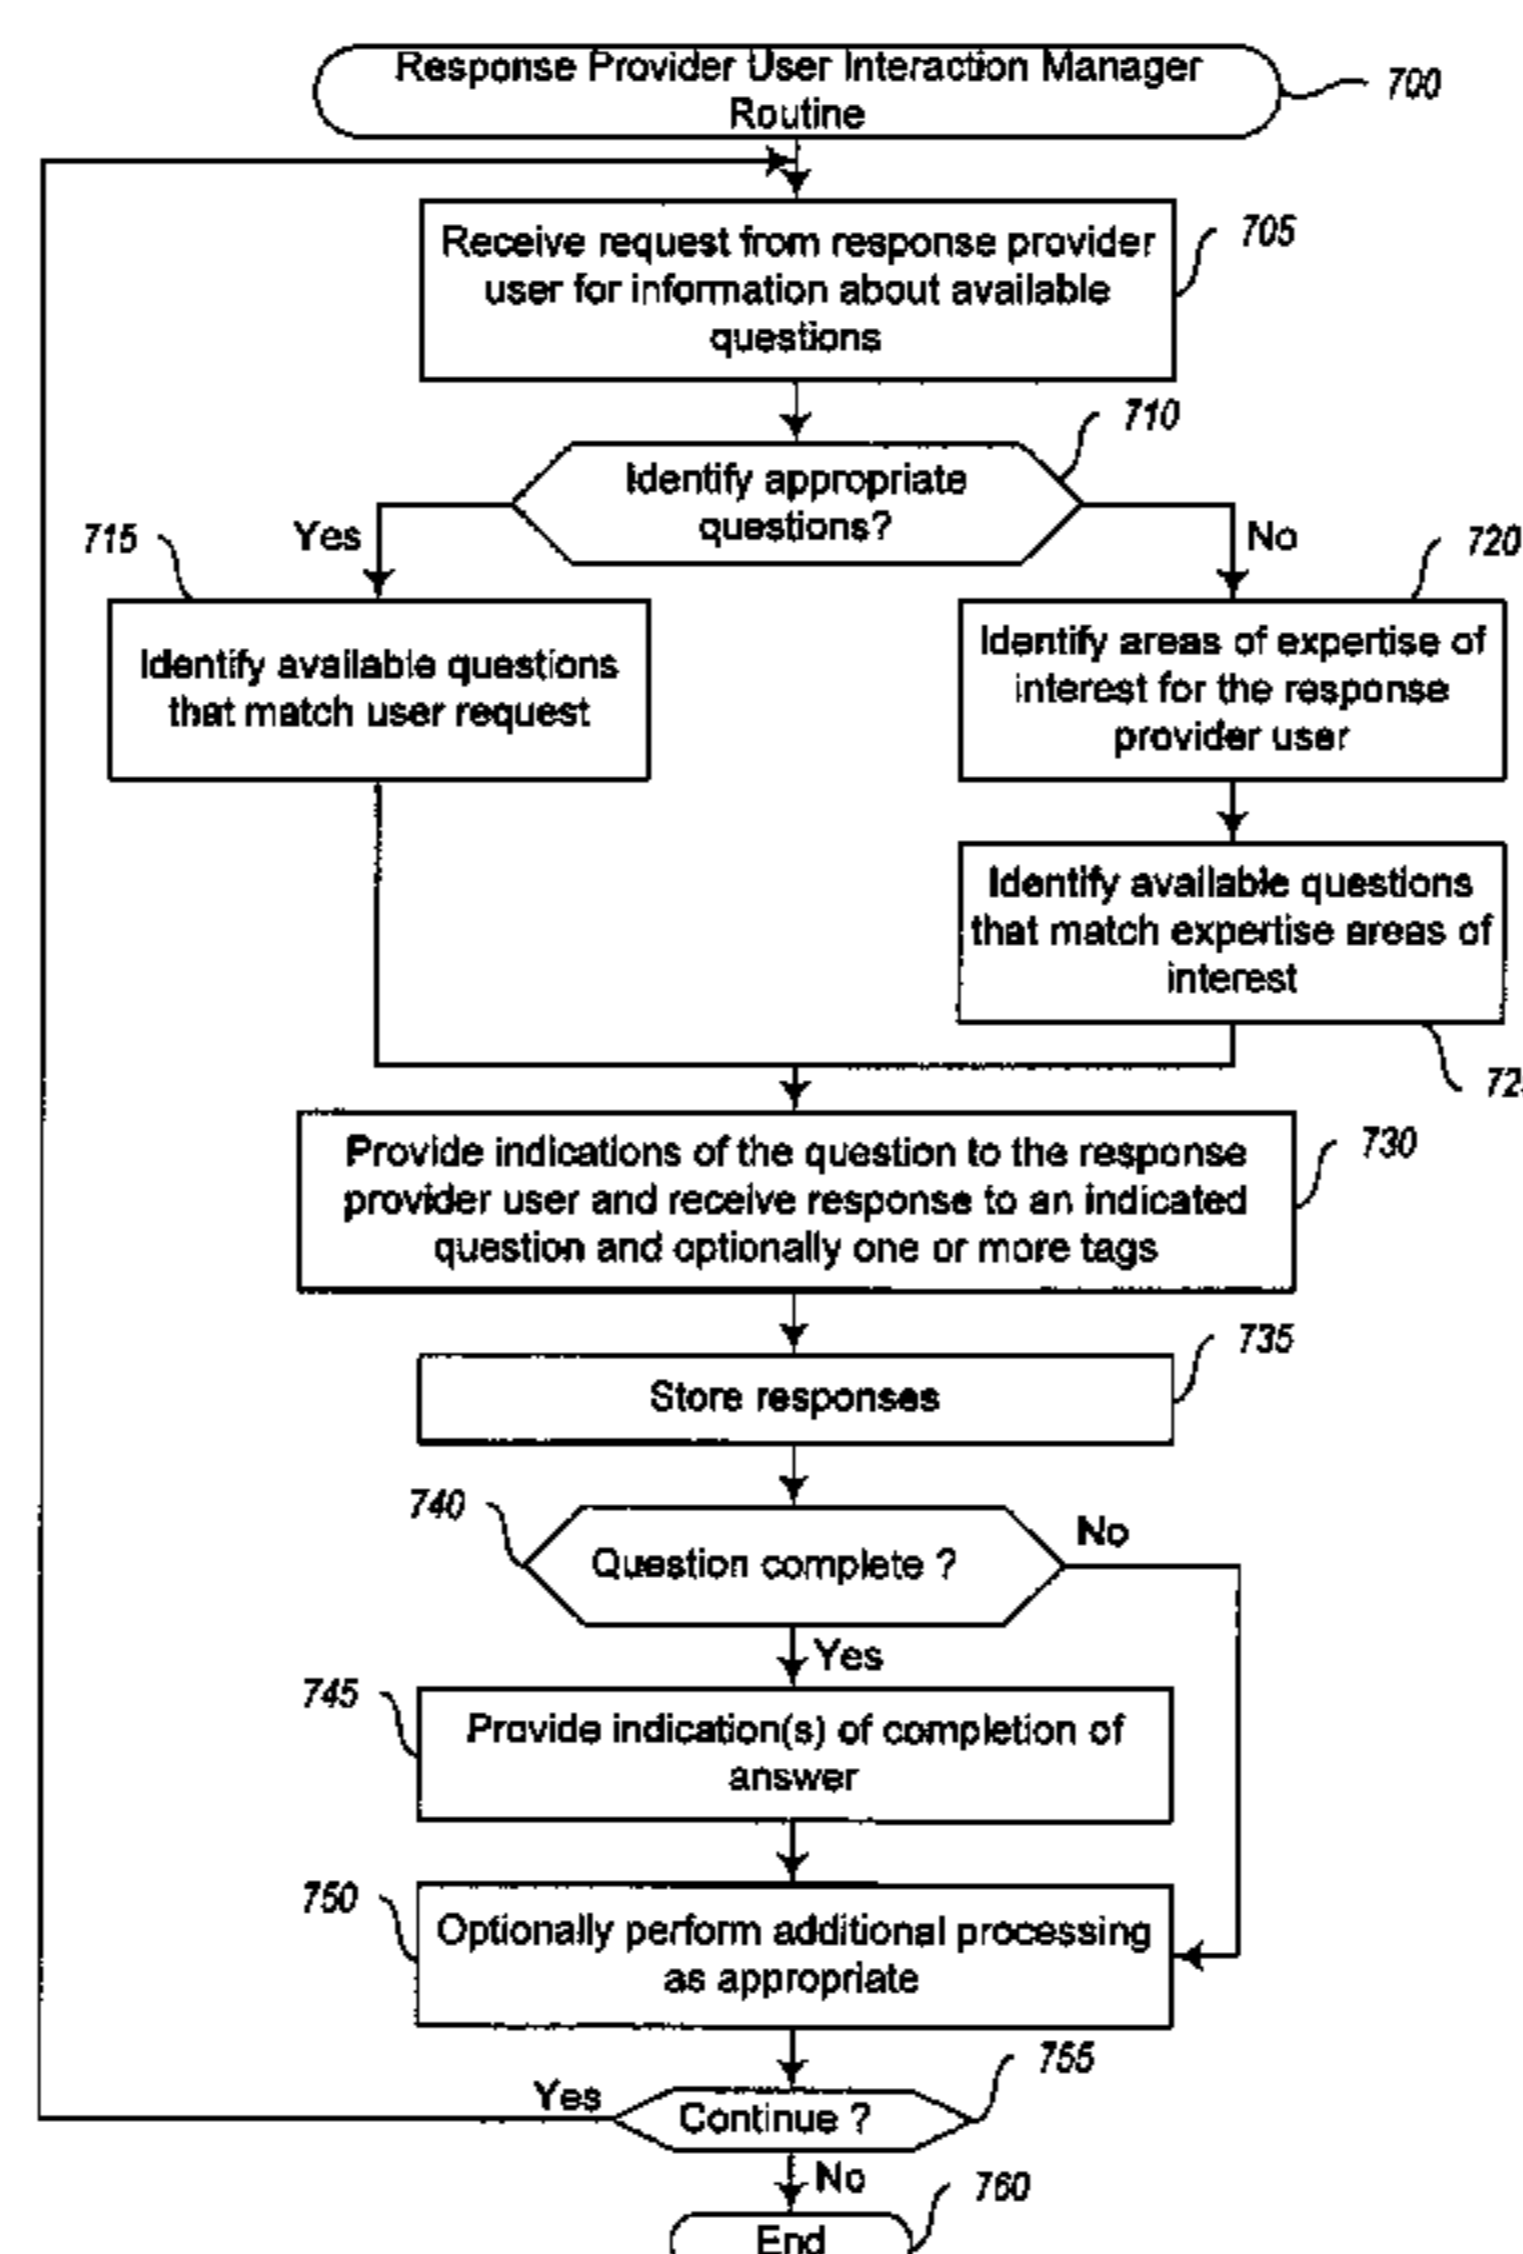 Response Provider User Interaction Manager
Routine
700
Receive request from response provider
user for information about available
questions
705
710
Identify appropriate
questions?
Yes
No
715
720
Identify available questions
that match user request
Identify areas of expertise of
interest for the response
provider user
Identify available questions
that match expertise areas of
interest
Provide indications of the question to the response
provider user and receive response to an indicated
question and optionally one or more tags
730
Store responses
735
740
Question complete ?
No
Yes
745
Provide indication(s) of completion of
answer
750
Optionally perform additional processing
as appropriate
755
Yes
Continue ?
No
760
End